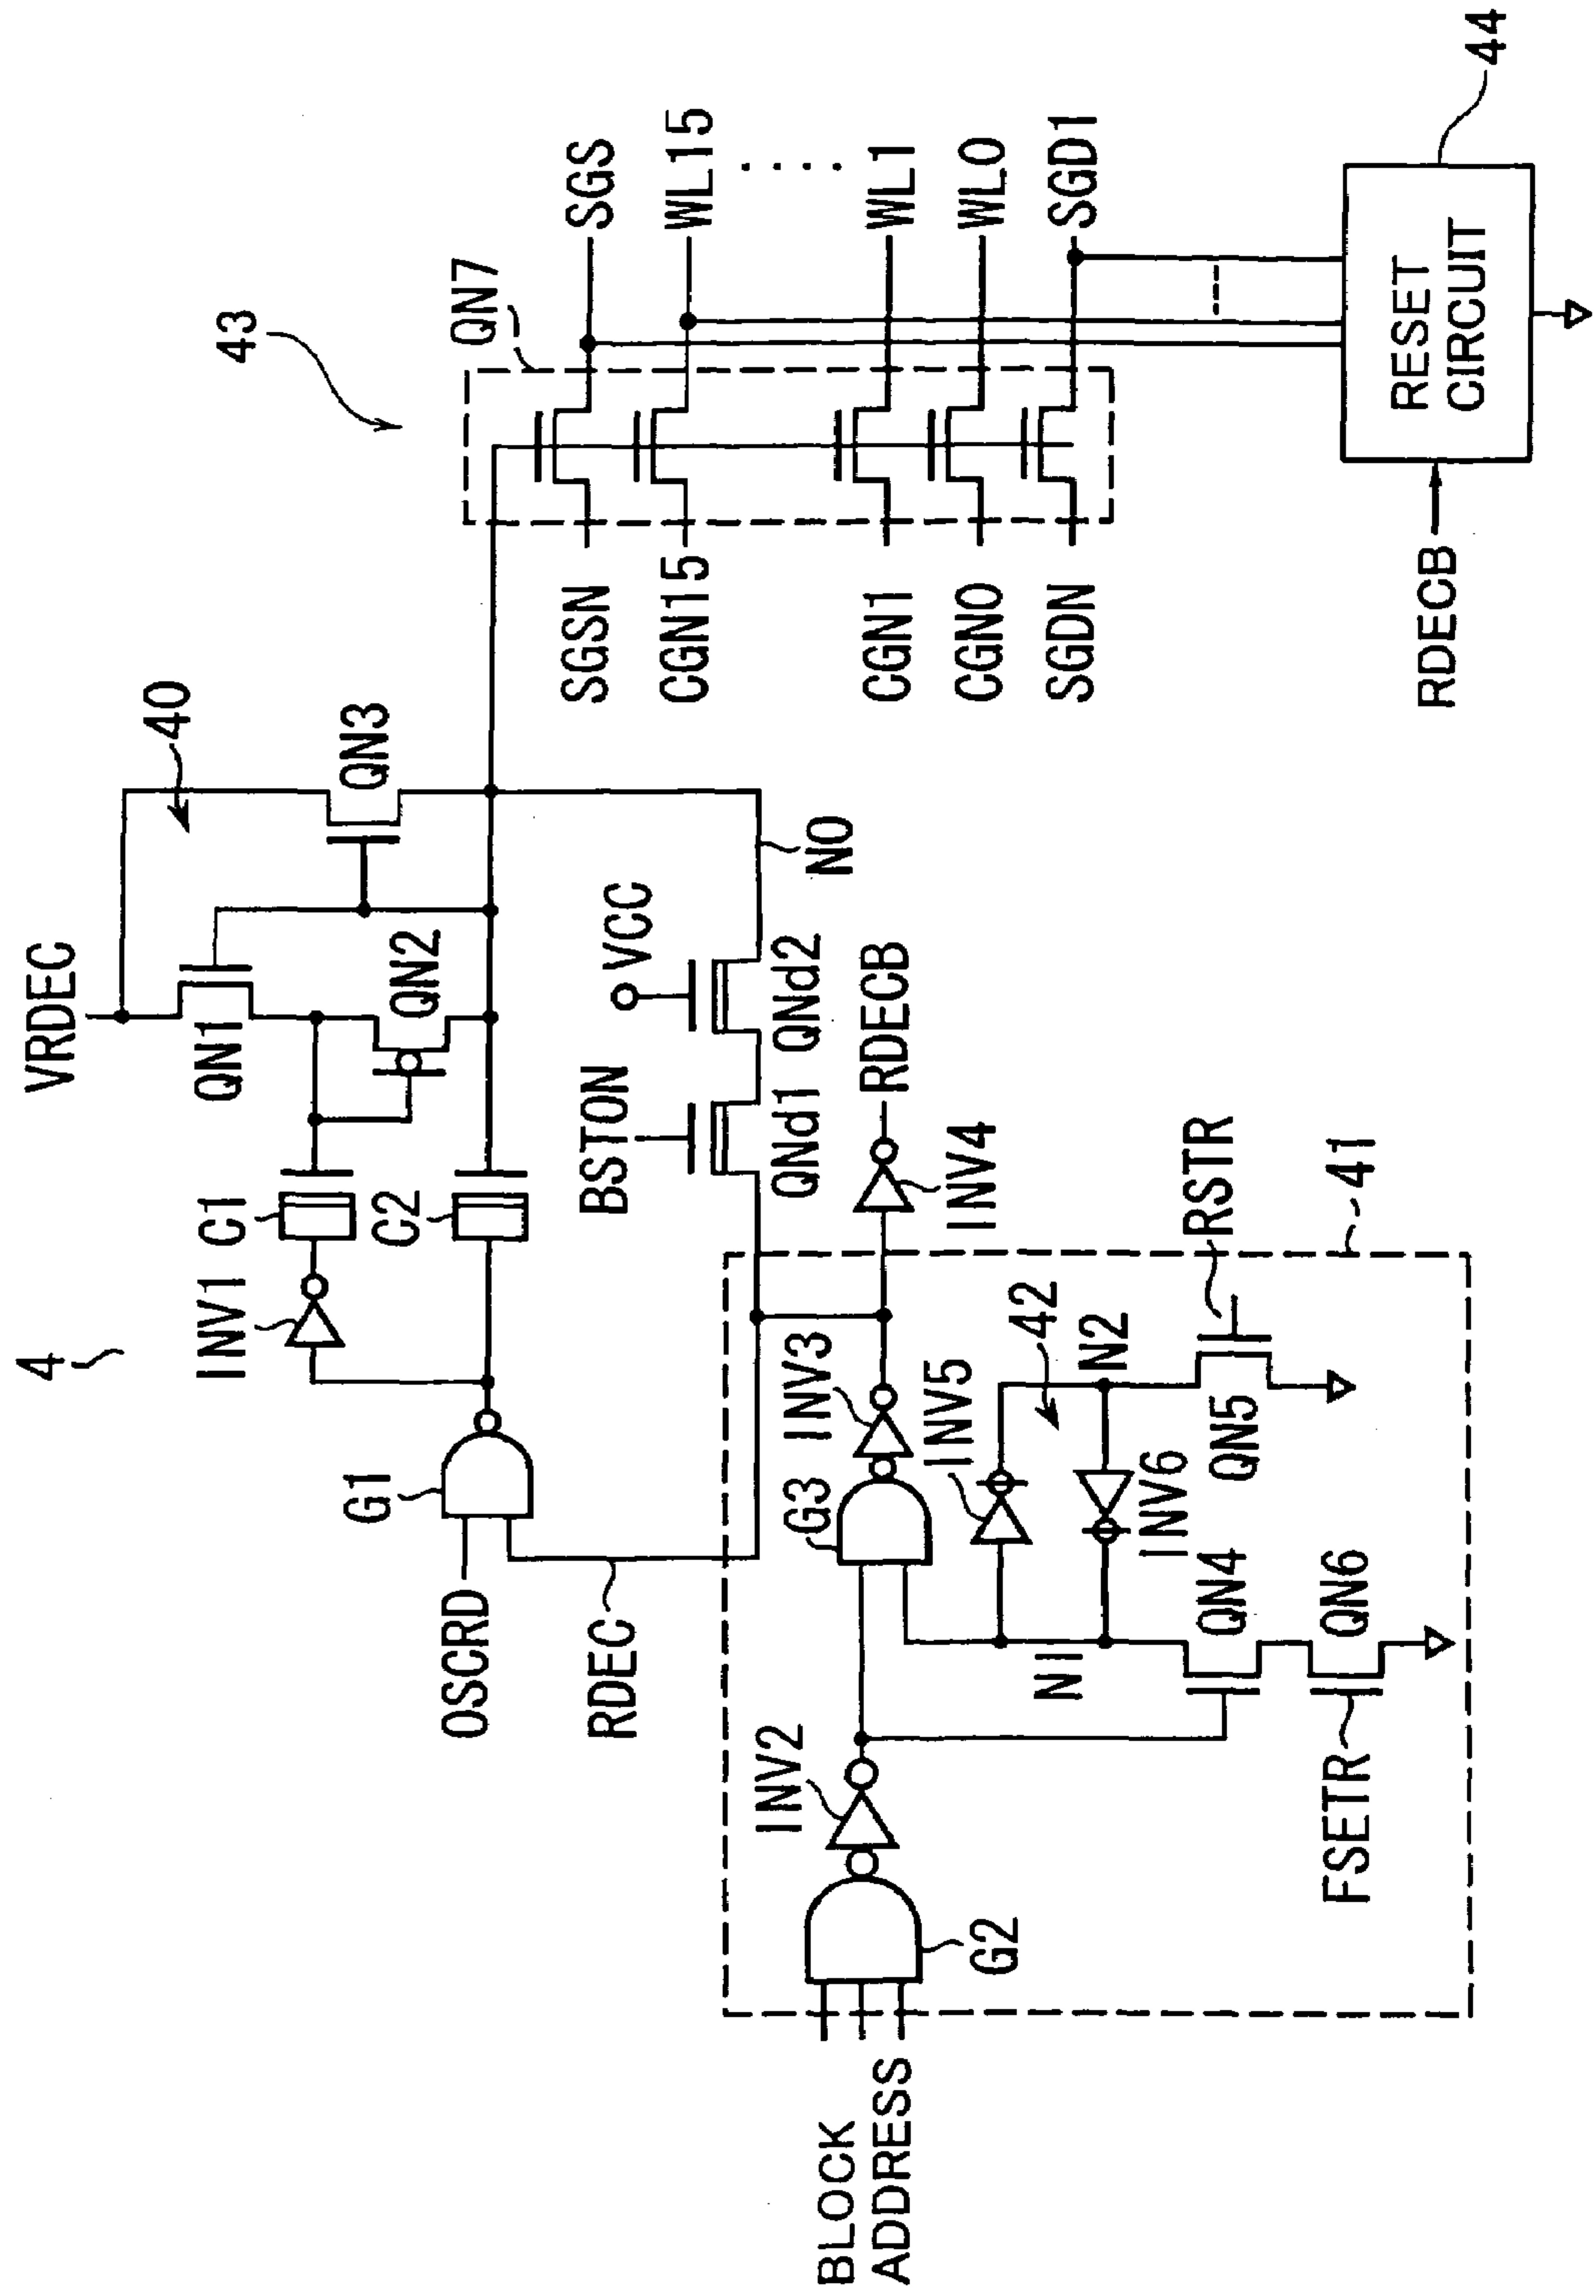 4
VRDEC
40
QN1
QN2
QN3
INV1
C1
C2
G1
OSCRD
RDEC
BSTON
VCC
QNd1
QNd2
N0
43
QN7
SGSN
SGS
CGN15
WL15
CGN1
WL1
CGN0
WL0
SGDN
SGD1
RDECB
RESET
CIRCUIT
44
BLOCK
ADDRESS
G2
INV2
G3
INV3
INV4
RDECB
INV5
42
N1
N2
INV6
QN4
QN5
RSTR
QN6
FSETR
41